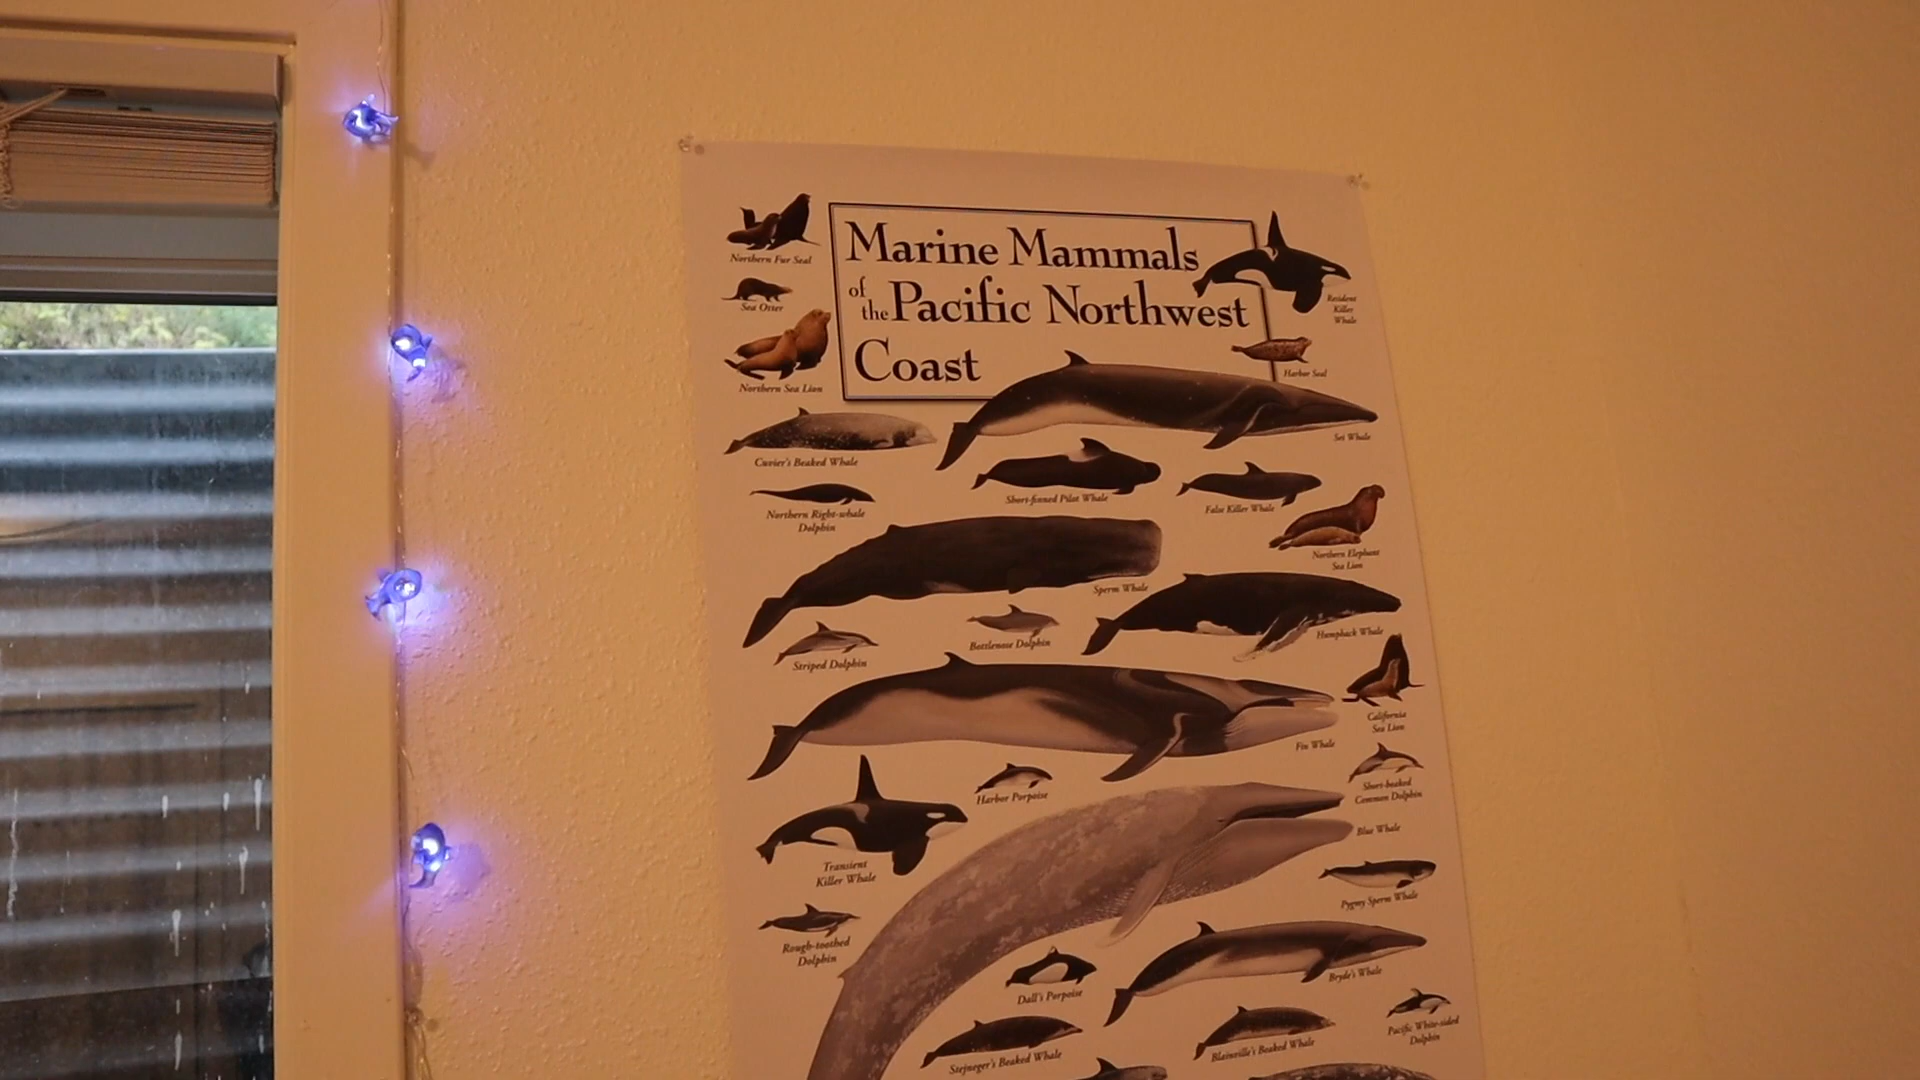 Marine Mammals
of
the Pacific Northwest
Coast
Northern Fur Seal
Sea Otter
Northern Sea Lion
Resident
Killer
Whale
Harbor Seal
Sei Whale
Cuvier's Beaked Whale
Short-finned Pilot Whale
False Killer Whale
Northern Right-whale
Dolphin
Northern Elephant
Sea Lion
Sperm Whale
Humpback Whale
Striped Dolphin
Bottlenose Dolphin
California
Sea Lion
Fin Whale
Harbor Porpoise
Short-beaked
Common Dolphin
Blue Whale
Transient
Killer Whale
Pygmy Sperm Whale
Rough-toothed
Dolphin
Bryde's Whale
Dall's Porpoise
Pacific White-sided
Dolphin
Stejneger's Beaked Whale
Blainville's Beaked Whale